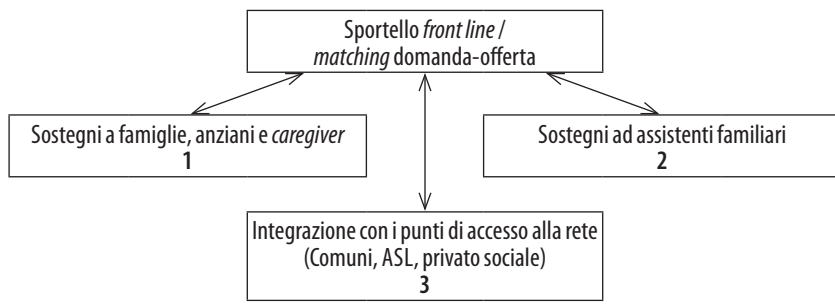 Sportello front line /
matching domanda-offerta
Sostegni a famiglie, anziani e caregiver
1
Sostegni ad assistenti familiari
2
Integrazione con i punti di accesso alla rete
(Comuni, ASL, privato sociale)
3